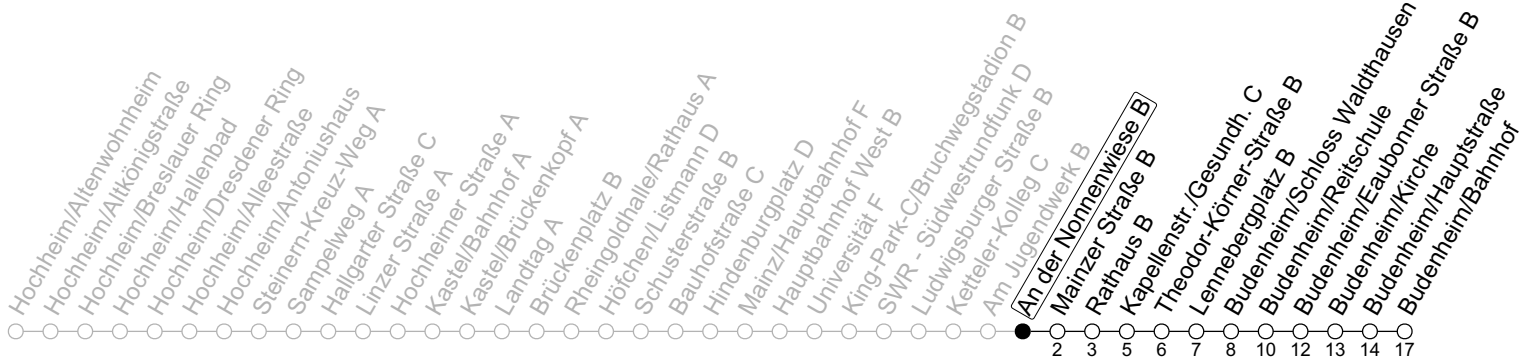 Hochheim/Altenwohnheim
Hochheim/Altkönigstraße
Hochheim/Breslauer Ring
Hochheim/Hallenbad
Hochheim/Dresdener Ring
Hochheim/Alleestraße
Hochheim/Antoniushaus
Steinern-Kreuz-Weg A
Sampelweg A
Hallgarter Straße C
Linzer Straße A
Hochheimer Straße A
Kastel/Bahnhof A
Kastel/Brückenkopf A
Landtag A
Brückenplatz B
Rheingoldhalle/Rathaus A
Höfchen/Listmann D
Schusterstraße B
Bauhofstraße C
Hindenburgplatz D
Mainz/Hauptbahnhof F
Hauptbahnhof West B
Universität F
King-Park-C/Bruchwegstadion B
SWR - Südwestrundfunk D
Ludwigsburger Straße B
Ketteler-Kolleg C
Am Jugendwerk B
An der Nonnenwiese B
Mainzer Straße B
Rathaus B
Kapellenstr./Gesundh. C
Theodor-Körner-Straße B
Lennebergplatz B
Budenheim/Schloss Waldthausen
Budenheim/Reitschule
Budenheim/Eaubonner Straße B
Budenheim/Kirche
Budenheim/Hauptstraße
Budenheim/Bahnhof
2 3 5 6 7 8 10 12 13 14 17